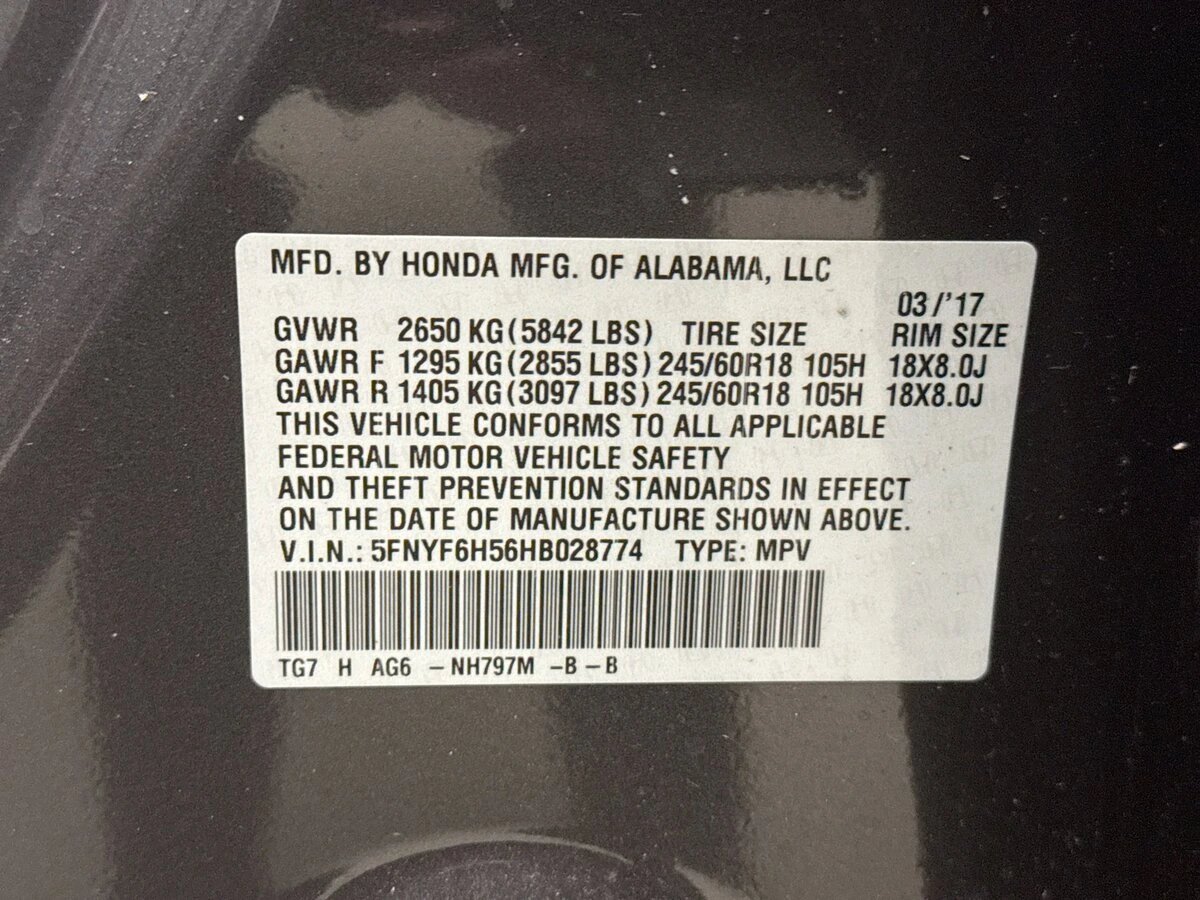 MFD. BY HONDA MFG. OF ALABAMA, LLC
03/'17
GVWR 2650 KG (5842 LBS) TIRE SIZE RIM SIZE
GAWR F 1295 KG (2855 LBS) 245/60R18 105H 18X8.0J
GAWR R 1405 KG (3097 LBS) 245/60R18 105H 18X8.0J
THIS VEHICLE CONFORMS TO ALL APPLICABLE
FEDERAL MOTOR VEHICLE SAFETY
AND THEFT PREVENTION STANDARDS IN EFFECT
ON THE DATE OF MANUFACTURE SHOWN ABOVE.
V.I.N.: 5FNYF6H56HB028774 TYPE: MPV
TG7 H AG6 – NH797M – B – B